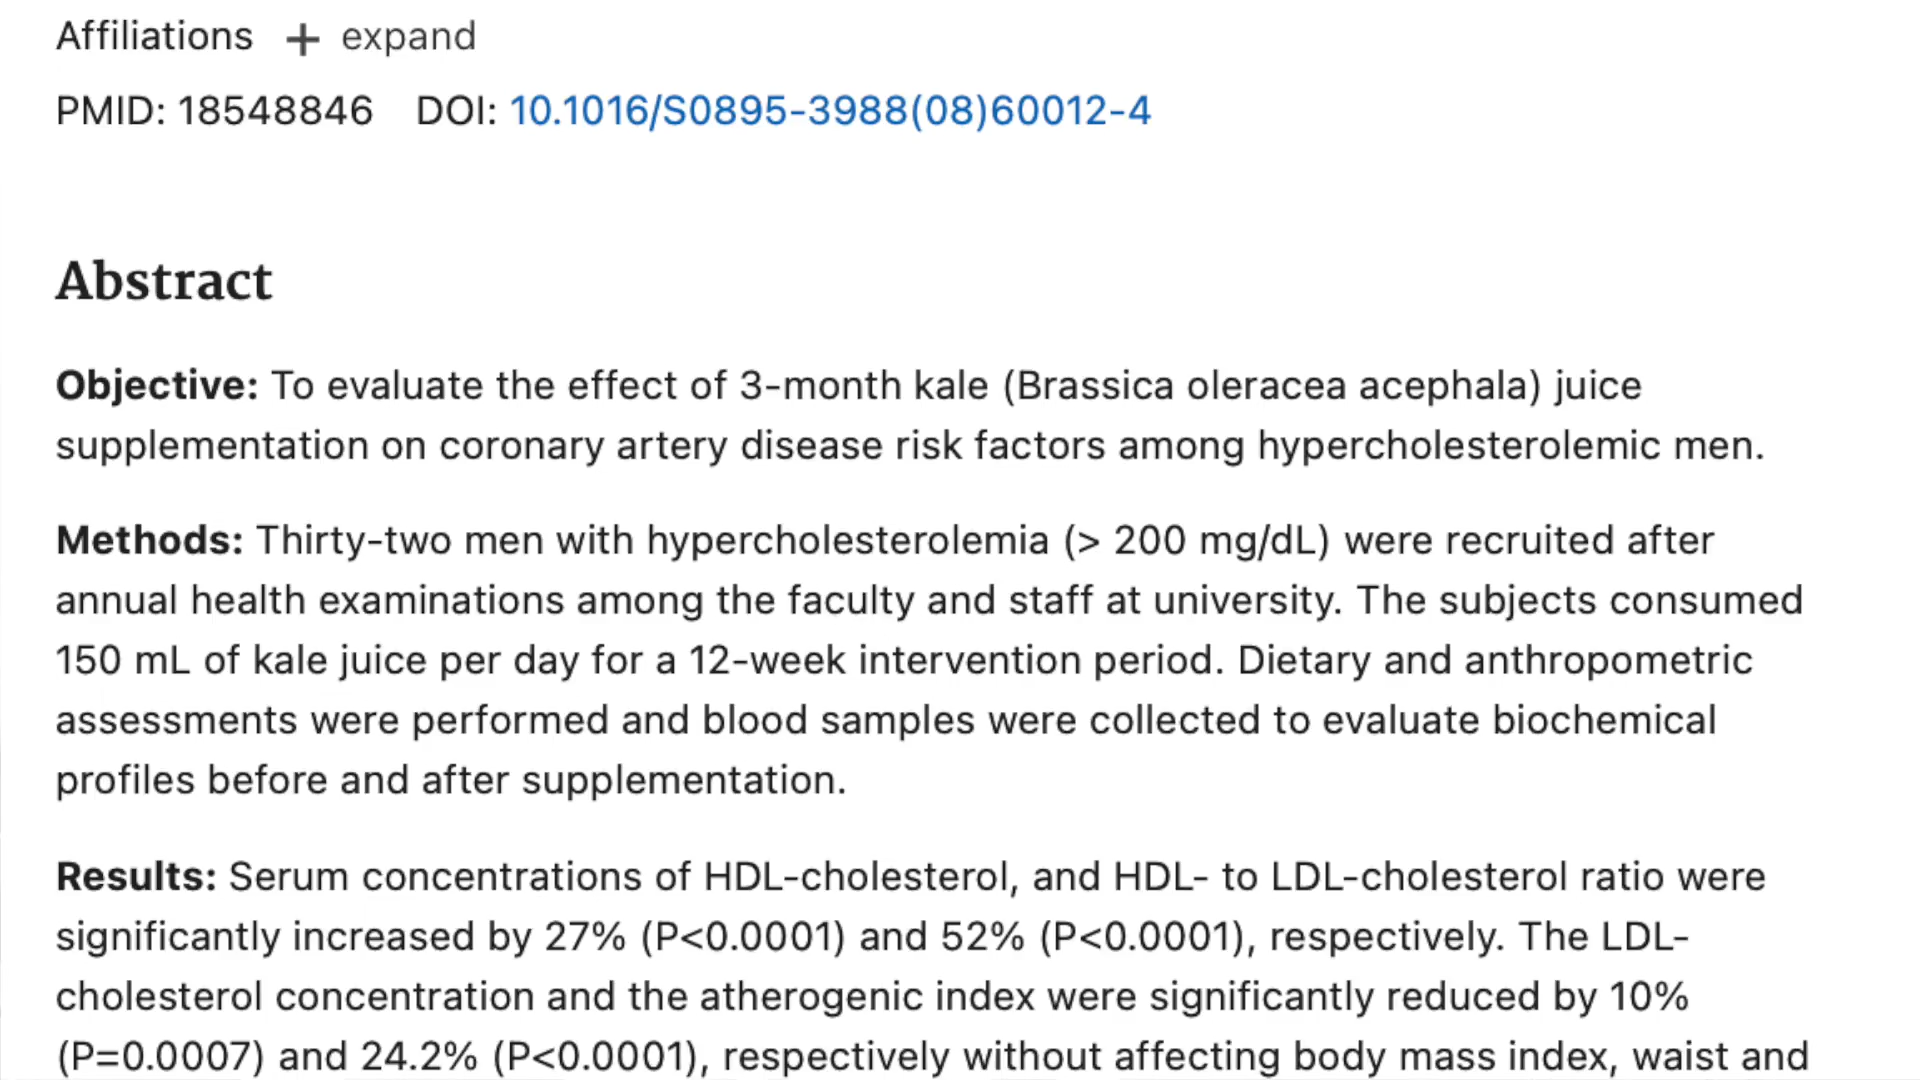 Affiliations + expand
PMID: 18548846 DOI: 10.1016/S0895-3988(08)60012-4
Abstract
Objective: To evaluate the effect of 3-month kale (Brassica oleracea acephala) juice
supplementation on coronary artery disease risk factors among hypercholesterolemic men.
Methods: Thirty-two men with hypercholesterolemia (> 200 mg/dL) were recruited after
annual health examinations among the faculty and staff at university. The subjects consumed
150 mL of kale juice per day for a 12-week intervention period. Dietary and anthropometric
assessments were performed and blood samples were collected to evaluate biochemical
profiles before and after supplementation.
Results: Serum concentrations of HDL-cholesterol, and HDL- to LDL-cholesterol ratio were
significantly increased by 27% (P<0.0001) and 52% (P<0.0001), respectively. The LDL-
cholesterol concentration and the atherogenic index were significantly reduced by 10%
(P=0.0007) and 24.2% (P<0.0001), respectively without affecting body mass index, waist and